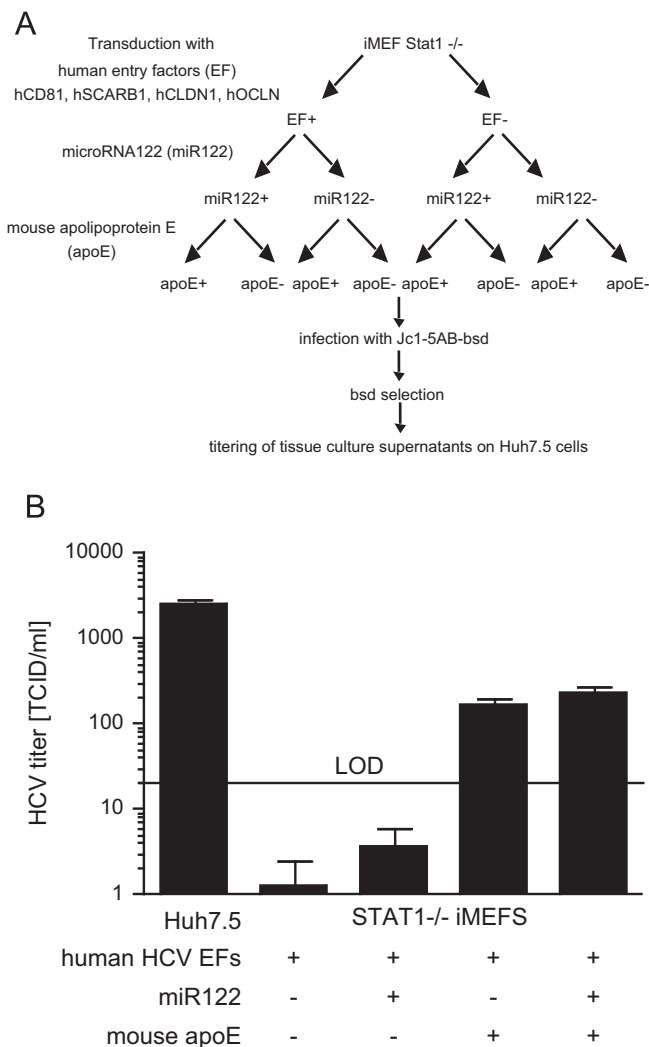 A
Transduction with
human entry factors (EF)
hCD81, hSCARB1, hCLDN1, hOCLN
iMEF Stat1 -/-
EF+ EF-
microRNA122 (miR122)
miR122+ miR122- miR122+ miR122-
mouse apolipoprotein E
(apoE)
apoE+ apoE- apoE+ apoE- apoE+ apoE- apoE+ apoE-
infection with Jc1-5AB-bsd
bsd selection
titering of tissue culture supernatants on Huh7.5 cells
B
HCV titer [TCID/ml]
10000
1000
100
10
1
LOD
Huh7.5 STAT1-/- iMEFS
human HCV EFs + + + +
miR122 - + - +
mouse apoE - - + +